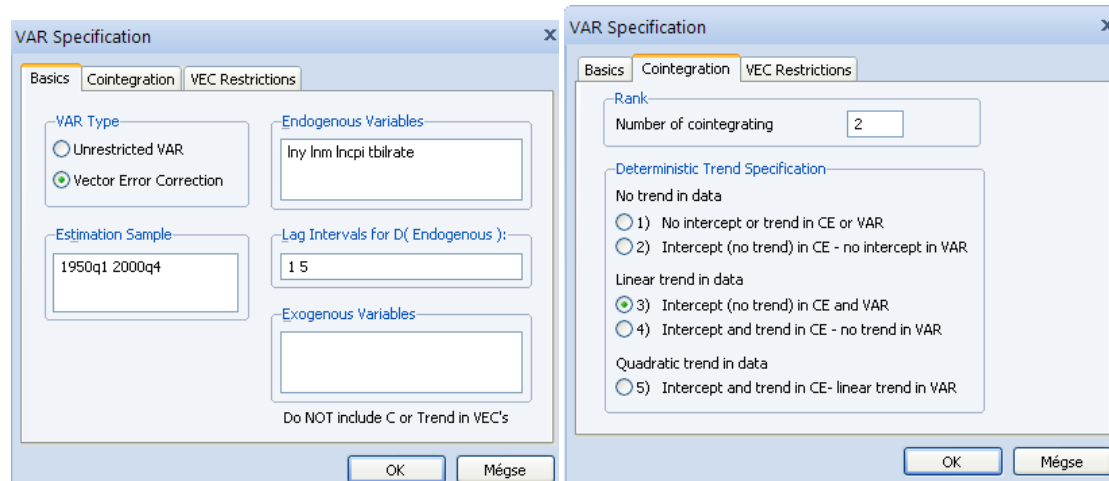 VAR Specification
x
Basics
Cointegration
VEC Restrictions
VAR Type
Unrestricted VAR
Vector Error Correction
Endogenous Variables
lny lnm lncpi tbilrate
Estimation Sample
1950q1 2000q4
Lag Intervals for D( Endogenous ):
1 5
Exogenous Variables
Do NOT include C or Trend in VEC's
OK
Mégse
VAR Specification
x
Basics
Cointegration
VEC Restrictions
Rank
Number of cointegrating
2
Deterministic Trend Specification
No trend in data
1) No intercept or trend in CE or VAR
2) Intercept (no trend) in CE - no intercept in VAR
Linear trend in data
3) Intercept (no trend) in CE and VAR
4) Intercept and trend in CE - no trend in VAR
Quadratic trend in data
5) Intercept and trend in CE- linear trend in VAR
OK
Mégse